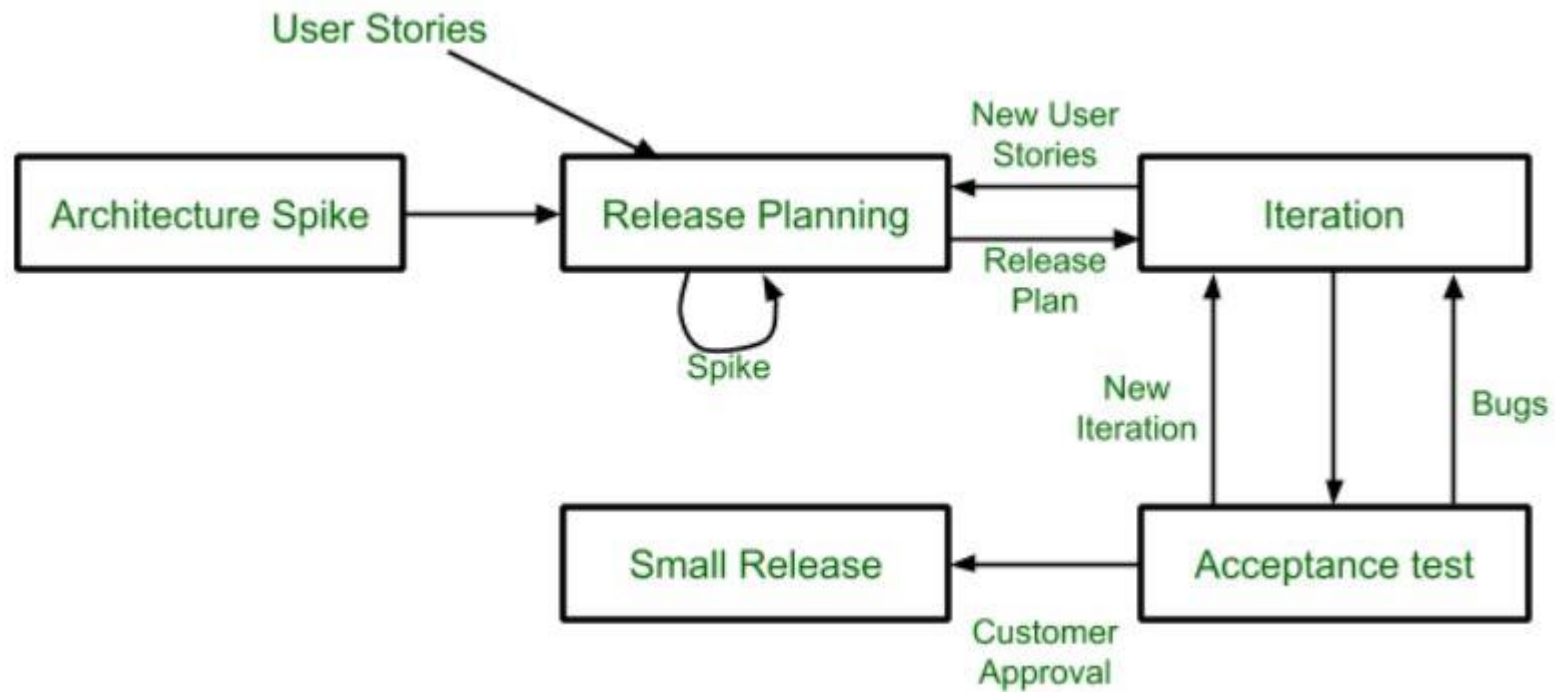 User Stories
New User
Stories
Architecture Spike
Release Planning
Iteration
Release
Plan
Spike
New
Iteration
Bugs
Small Release
Acceptance test
Customer
Approval